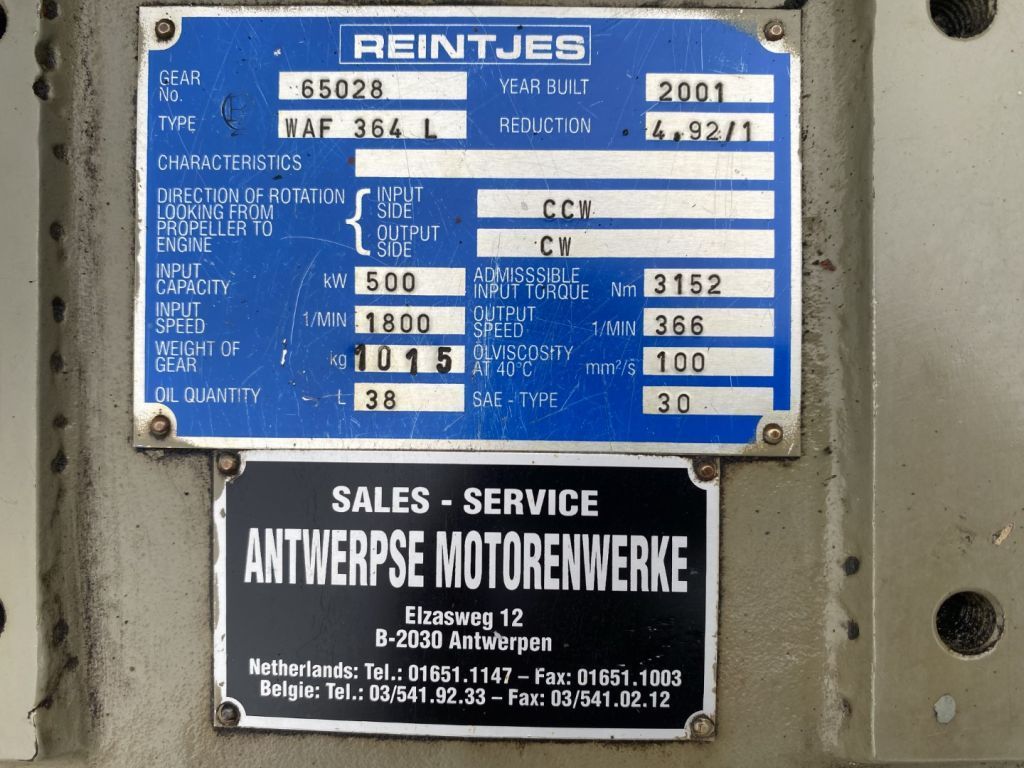 REINTJES
GEAR No. 65028 YEAR BUILT 2001
TYPE WAF 364 L REDUCTION 4,92/1
CHARACTERISTICS
DIRECTION OF ROTATION LOOKING FROM PROPELLER TO ENGINE
INPUT SIDE CCW
OUTPUT SIDE CW
INPUT CAPACITY kW 500 ADMISSSIBLE INPUT TORQUE Nm 3152
INPUT SPEED 1/MIN 1800 OUTPUT SPEED 1/MIN 366
WEIGHT OF GEAR kg 1015 OLVISCOSITY AT 40°C mm²/s 100
OIL QUANTITY L 38 SAE - TYPE 30
SALES - SERVICE
ANTWERPSE MOTORENWERKE
Elzasweg 12
B-2030 Antwerpen
Netherlands: Tel.: 01651.1147 – Fax: 01651.1003
Belgie: Tel.: 03/541.92.33 – Fax: 03/541.02.12